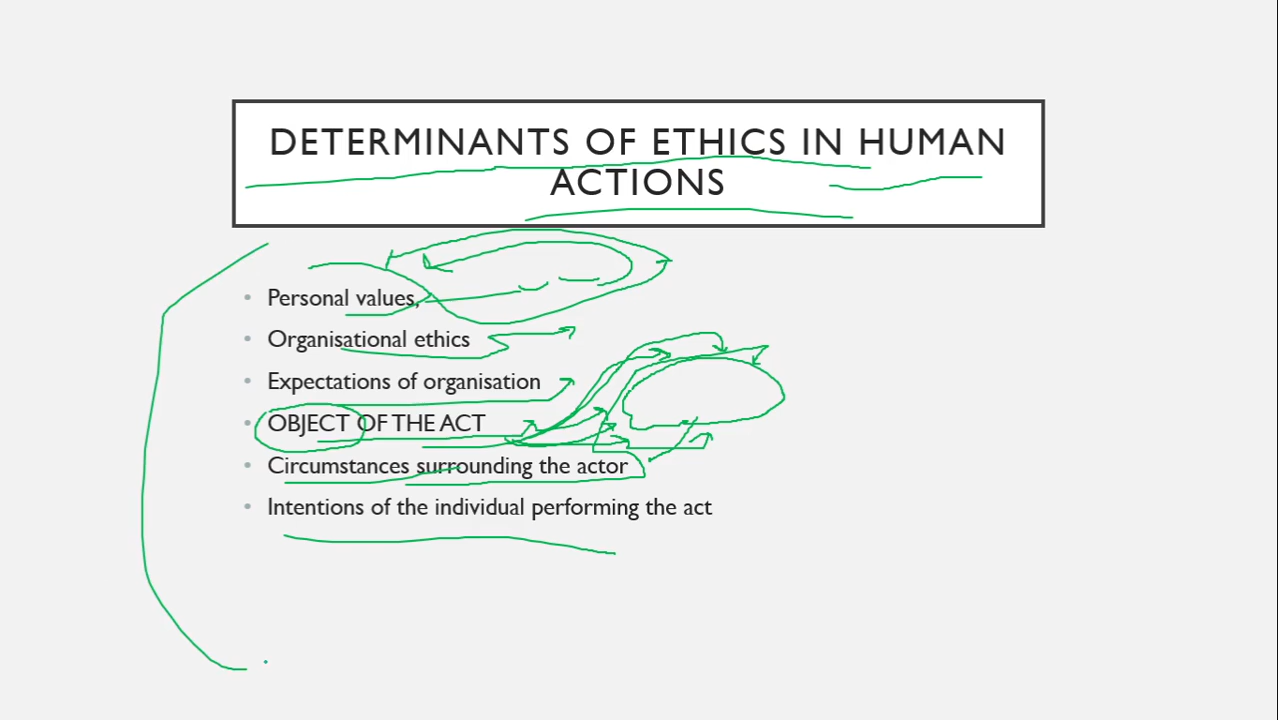 DETERMINANTS OF ETHICS IN HUMAN
ACTIONS
• Personal values,
• Organisational ethics
• Expectations of organisation
• OBJECT OF THE ACT
• Circumstances surrounding the actor
• Intentions of the individual performing the act